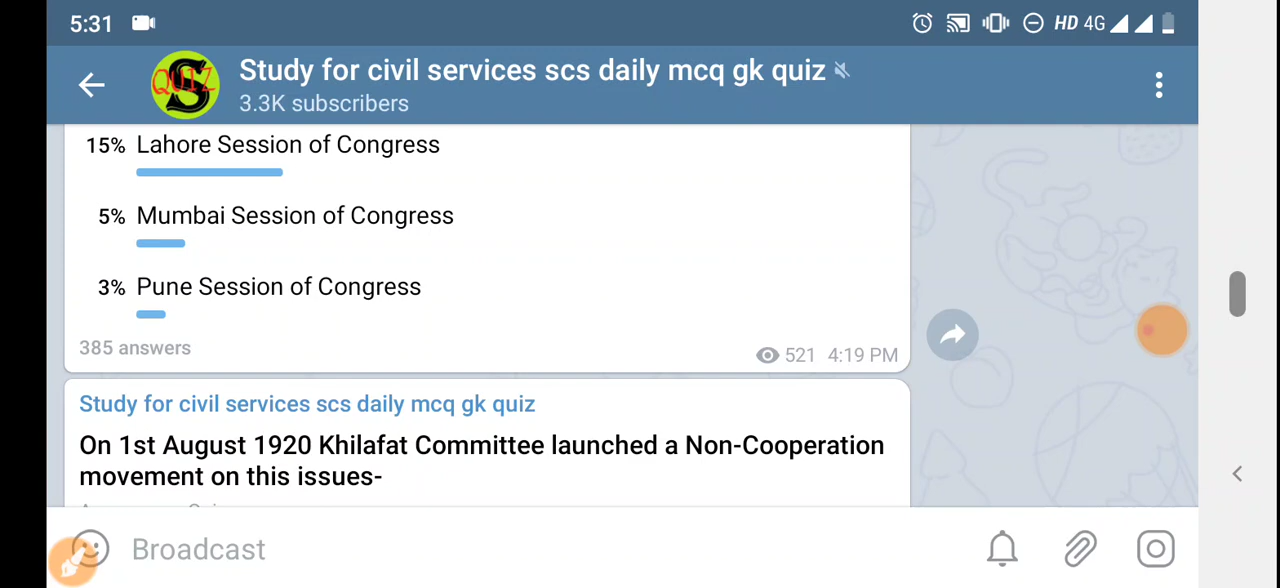 5:31
HD 4G
QUIZ S
Study for civil services scs daily mcq gk quiz
3.3K subscribers
15% Lahore Session of Congress
5% Mumbai Session of Congress
3% Pune Session of Congress
385 answers
521 4:19 PM
Study for civil services scs daily mcq gk quiz
On 1st August 1920 Khilafat Committee launched a Non-Cooperation
movement on this issues-
Broadcast